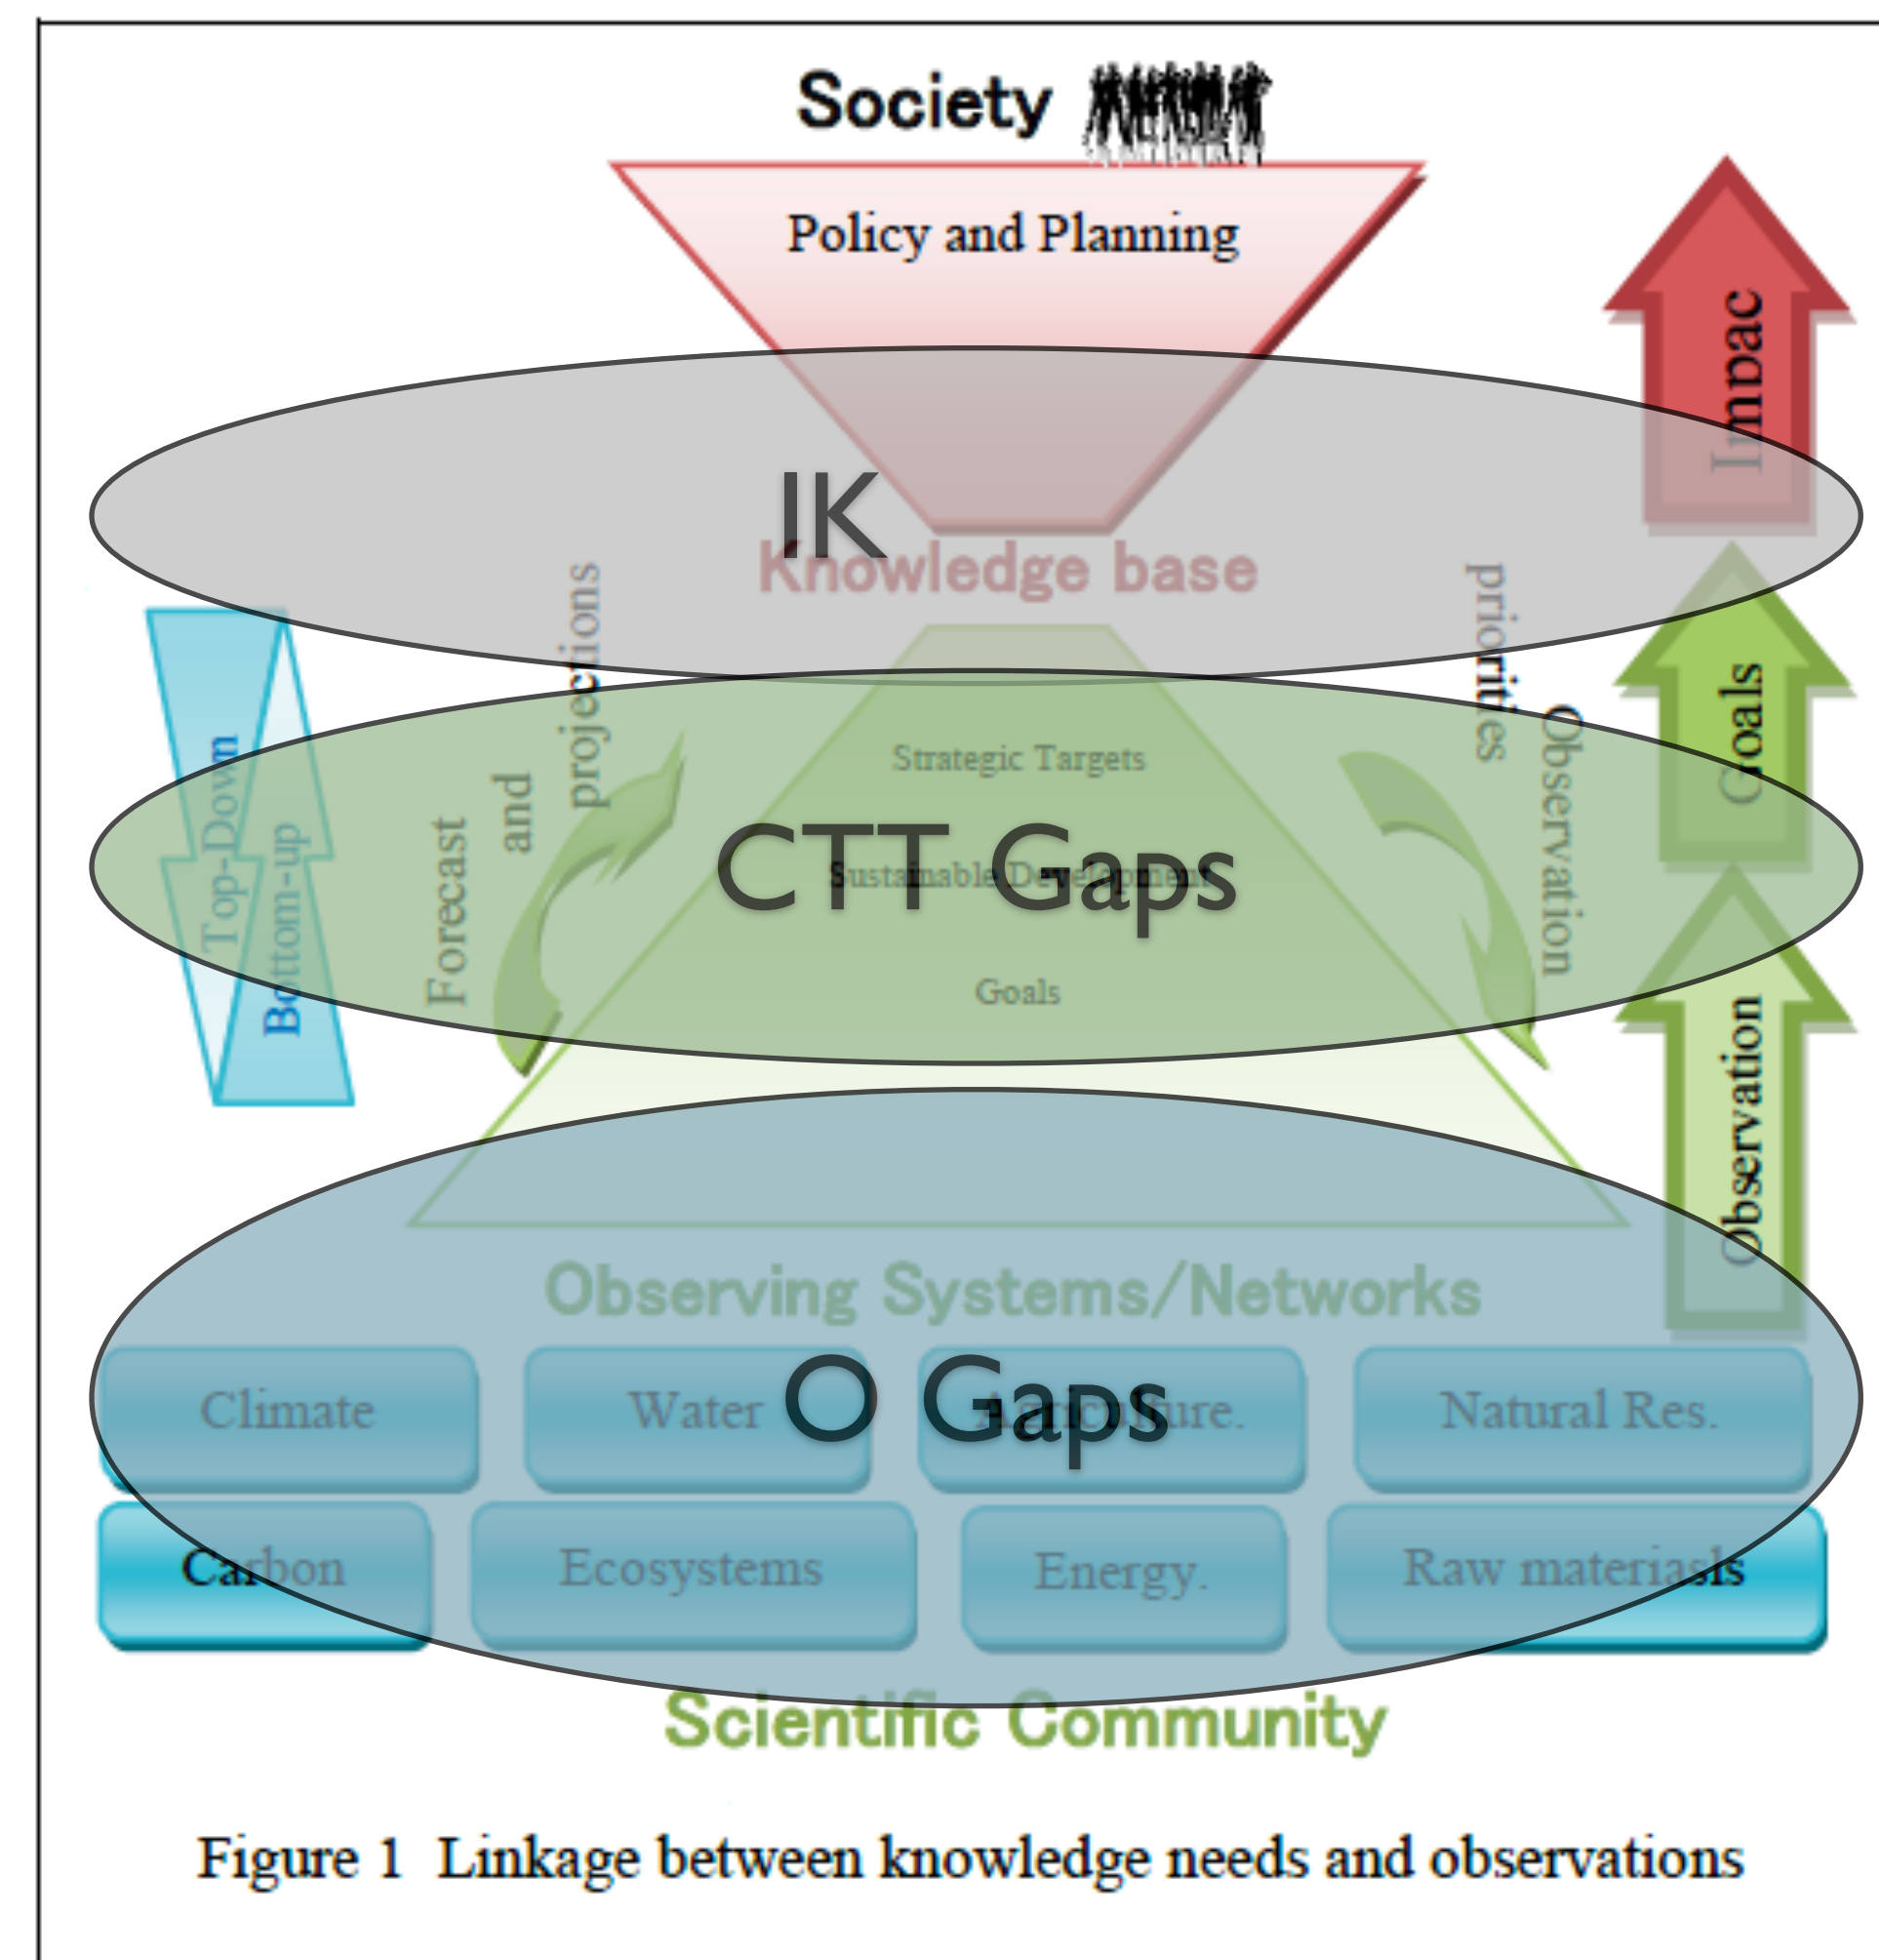 Society
Policy and Planning
Impac
IK
Knowledge base
projections
priorities
and
Forecast
Observation
Goals
Top-Down
Bottom-up
Strategic Targets
CTT Gaps
Sustainable Development
Goals
Observation
Observing Systems/Networks
O Gaps
Climate
Water
Agriculture.
Natural Res.
Carbon
Ecosystems
Energy.
Raw materiasls
Scientific Community
Figure 1 Linkage between knowledge needs and observations